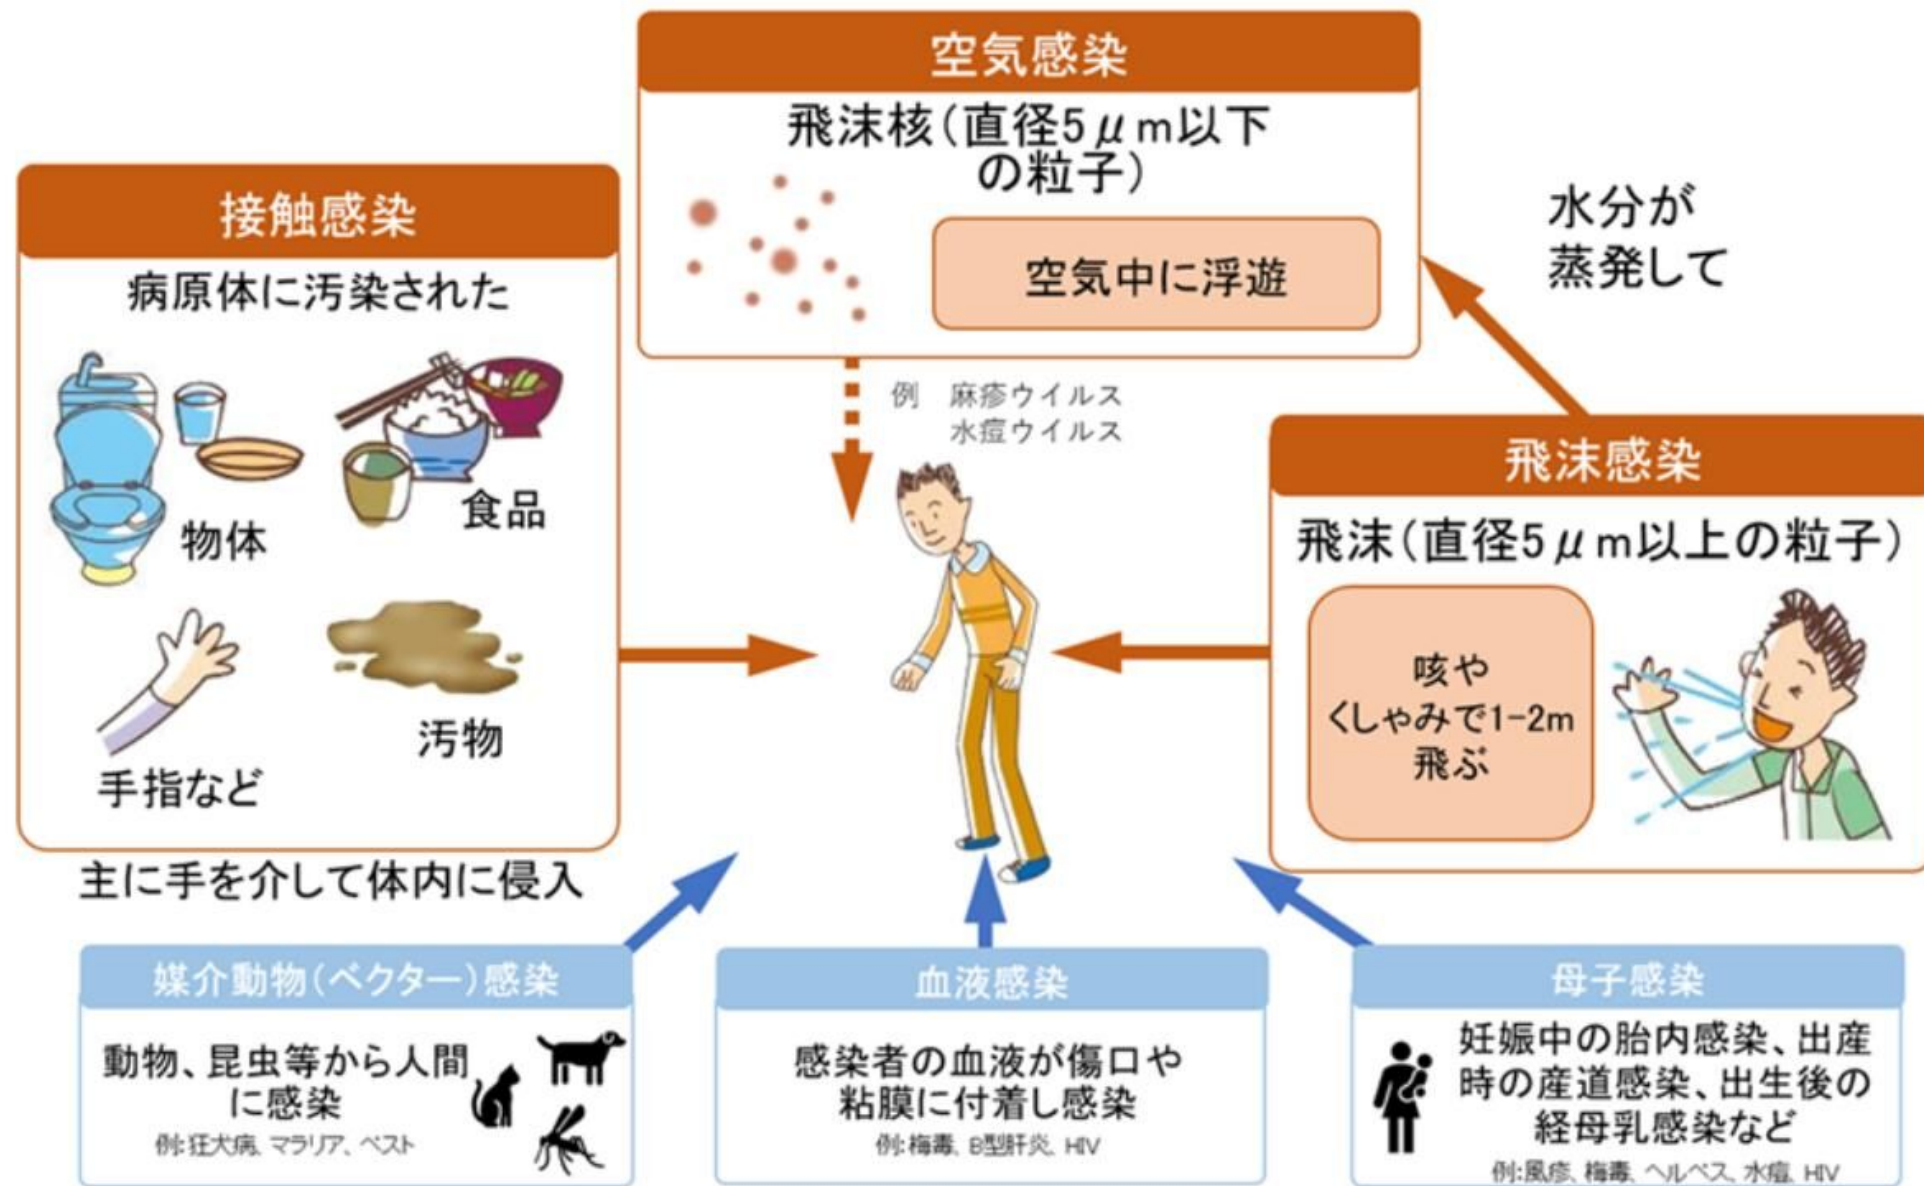 空気感染
飛沫核(直径5μm以下
の粒子)
空気中に浮遊
水分が
蒸発して
接触感染
病原体に汚染された
物体
食品
手指など
汚物
主に手を介して体内に侵入
例 麻疹ウイルス
水痘ウイルス
飛沫感染
飛沫(直径5μm以上の粒子)
咳や
くしゃみで1-2m
飛ぶ
媒介動物(ベクター)感染
動物、昆虫等から人間
に感染
例:狂犬病、マラリア、ペスト
血液感染
感染者の血液が傷口や
粘膜に付着し感染
例:梅毒、B型肝炎、HIV
母子感染
妊娠中の胎内感染、出産
時の産道感染、出生後の
経母乳感染など
例:風疹、梅毒、ヘルペス、水痘、HIV